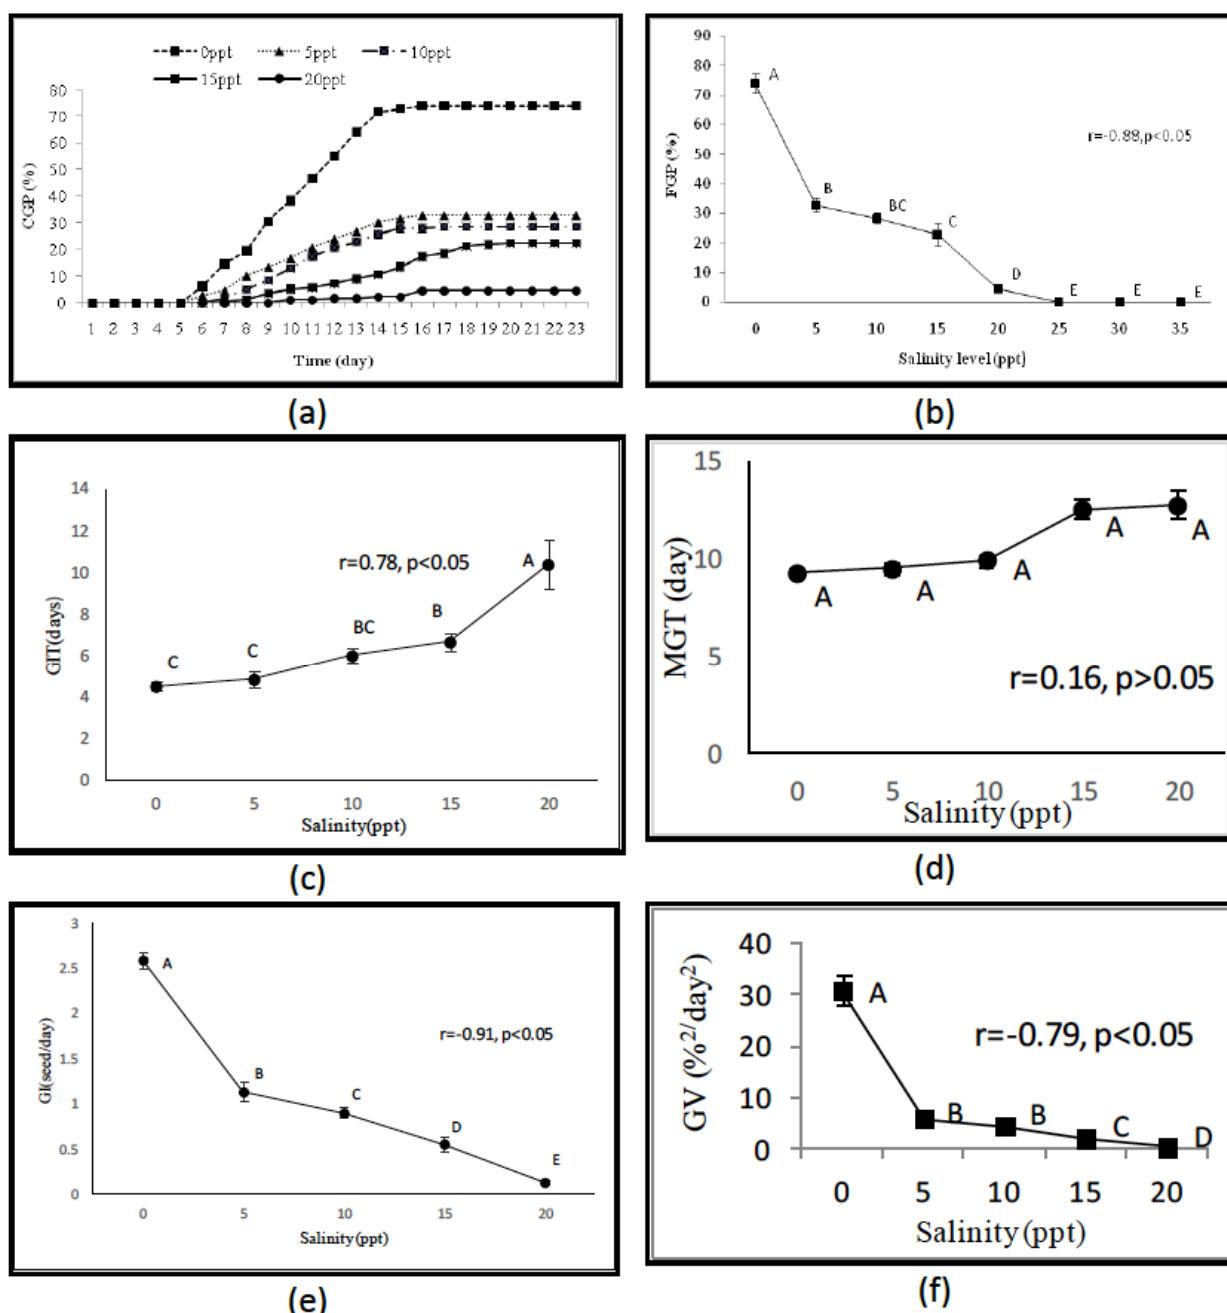 0ppt 5ppt 10ppt
15ppt 20ppt
80
70
60
50
40
30
20
10
0
CGP (%)
1 2 3 4 5 6 7 8 9 10 11 12 13 14 15 16 17 18 19 20 21 22 23
Time (day)
(a)
90
80
70
60
50
40
30
20
10
0
FGP (%)
A
B
BC
C
D
E E E
r=-0.88,p<0.05
0 5 10 15 20 25 30 35
Salinity level (ppt)
(b)
14
12
10
8
6
4
2
0
GIT(days)
r=0.78, p<0.05
C C BC B A
0 5 10 15 20
Salinity(ppt)
(c)
15
10
5
0
MGT (day)
A A A A A
r=0.16, p>0.05
0 5 10 15 20
Salinity (ppt)
(d)
3
2.5
2
1.5
1
0.5
0
GI(seed/day)
A
B
C
D
E
r=-0.91, p<0.05
0 5 10 15 20
Salinity(ppt)
(e)
40
30
20
10
0
GV (%²/day²)
A
B B C D
r=-0.79, p<0.05
0 5 10 15 20
Salinity (ppt)
(f)